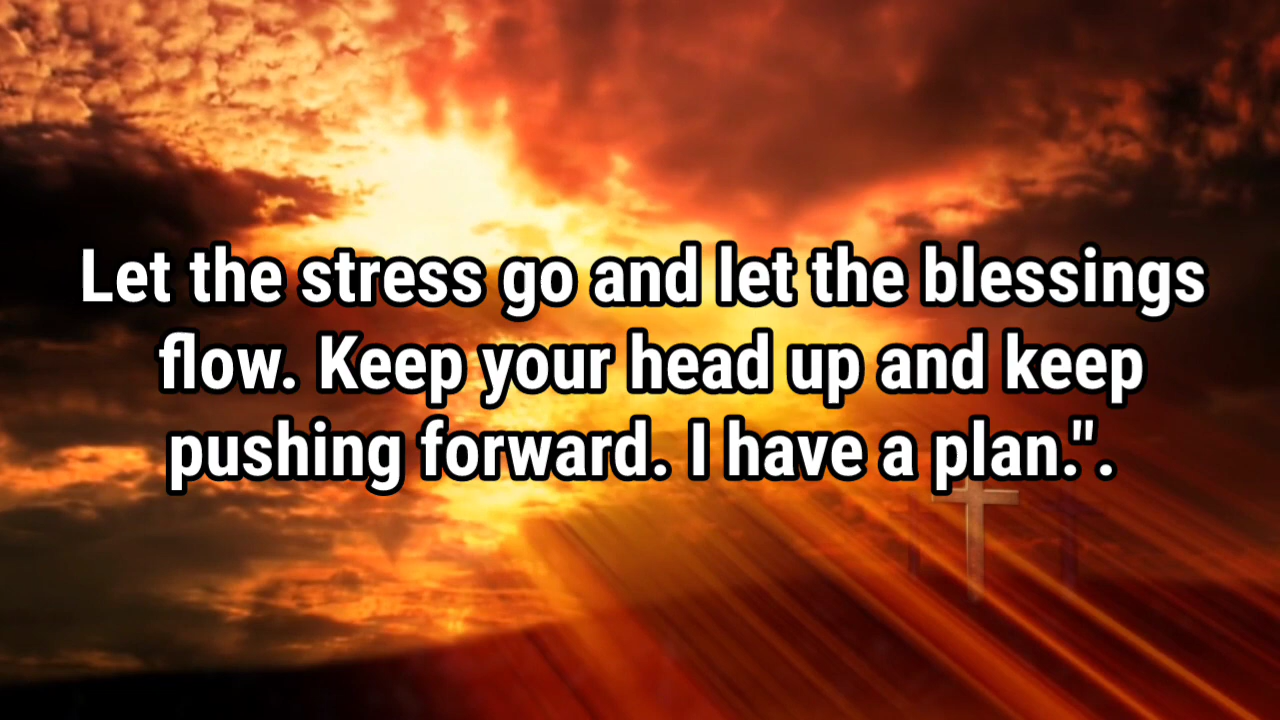 Let the stress go and let the blessings
flow. Keep your head up and keep
pushing forward. I have a plan.".